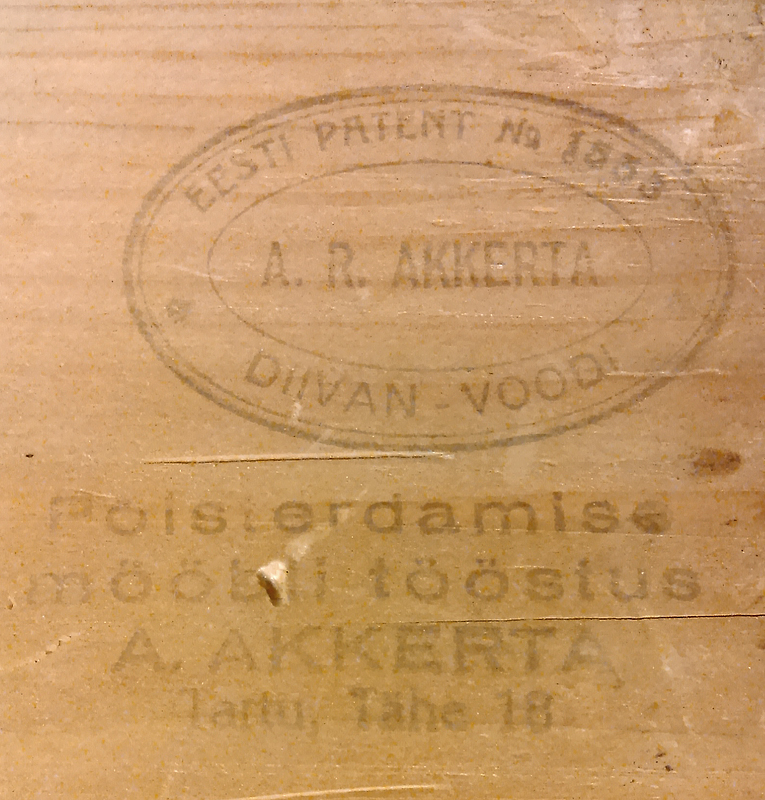 EESTI PATENT №
A. R. AKKERTA
DIIVAN-VOODI
Polsterdamise
mööbli tööstus
A. AKKERTA
Tartu, Tähe 18